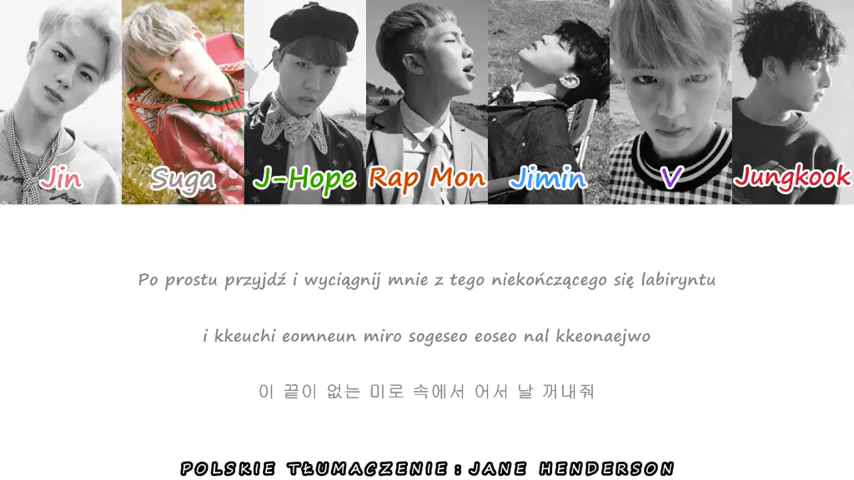 Jin Suga J-Hope Rap Mon Jimin V Jungkook
Po prostu przyjdź i wyciągnij mnie z tego niekończącego się labiryntu
i kkeuchi eomneun miro sogeseo eoseo nal kkeonaejwo
이 끝이 없는 미로 속에서 어서 날 꺼내줘
POLSKIE TŁUMACZENIE : JANE HENDERSON